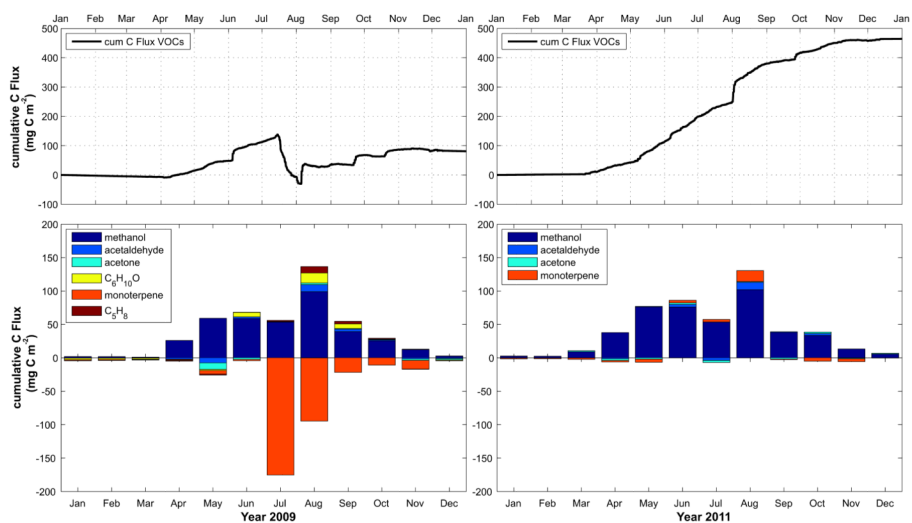 Jan Feb Mar Apr May Jun Jul Aug Sep Oct Nov Dec Jan
500
400
300
200
100
0
-100
cumulative C Flux
(mg C m-2)
cum C Flux VOCs
Jan Feb Mar Apr May Jun Jul Aug Sep Oct Nov Dec Jan
500
400
300
200
100
0
-100
cumulative C Flux
(mg C m-2)
cum C Flux VOCs
200
150
100
50
0
-50
-100
-150
-200
cumulative C Flux
(mg C m-2)
methanol
acetaldehyde
acetone
C6H10O
monoterpene
C5H8
Jan Feb Mar Apr May Jun Jul Aug Sep Oct Nov Dec
Year 2009
200
150
100
50
0
-50
-100
-150
-200
methanol
acetaldehyde
acetone
monoterpene
Jan Feb Mar Apr May Jun Jul Aug Sep Oct Nov Dec
Year 2011